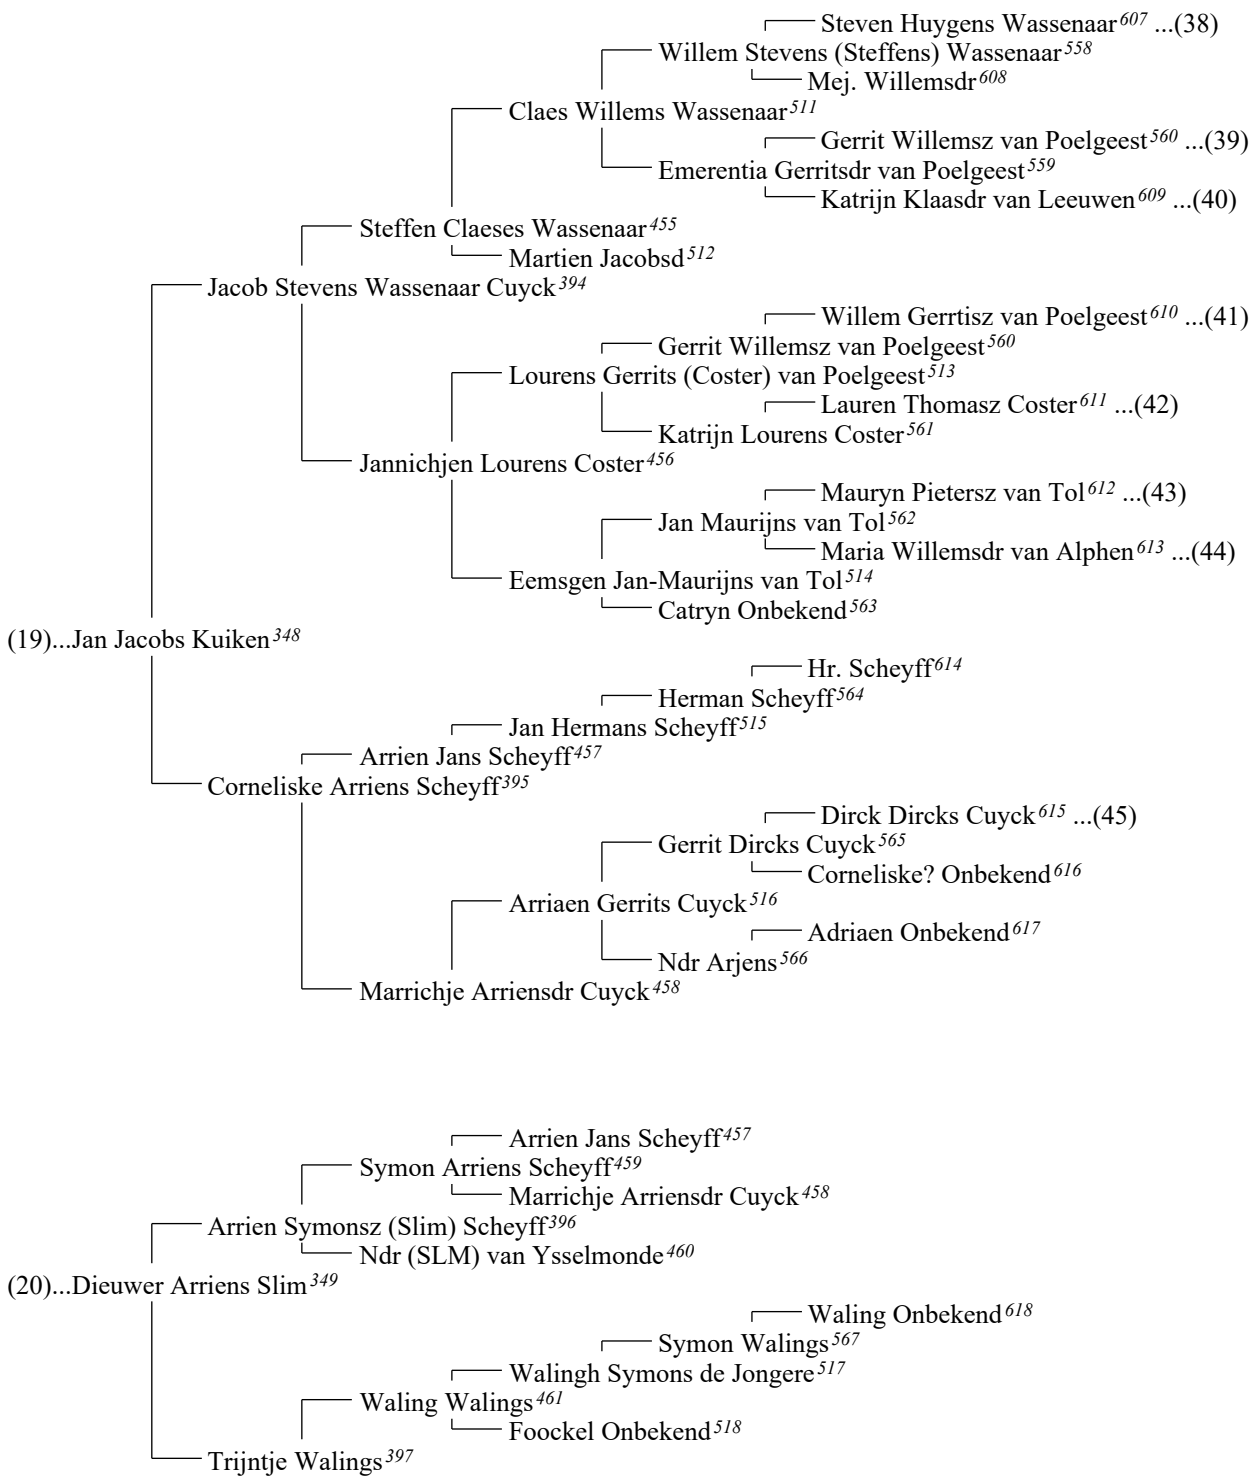 Steven Huygens Wassenaar607 ...(38)
Willem Stevens (Steffens) Wassenaar558
Mej. Willemsdr608
Claes Willems Wassenaar511
Gerrit Willemsz van Poelgeest560 ...(39)
Emerentia Gerritsdr van Poelgeest559
Katrijn Klaasdr van Leeuwen609 ...(40)
Steffen Claeses Wassenaar455
Martien Jacobsd512
Jacob Stevens Wassenaar Cuyck394
Willem Gerrtisz van Poelgeest610 ...(41)
Gerrit Willemsz van Poelgeest560
Lourens Gerrits (Coster) van Poelgeest513
Lauren Thomasz Coster611 ...(42)
Katrijn Lourens Coster561
Jannichjen Lourens Coster456
Mauryn Pietersz van Tol612 ...(43)
Jan Maurijns van Tol562
Maria Willemsdr van Alphen613 ...(44)
Eemsgen Jan-Maurijns van Tol514
Catryn Onbekend563
(19)...Jan Jacobs Kuiken348
Hr. Scheyff614
Herman Scheyff564
Jan Hermans Scheyff515
Arrien Jans Scheyff457
Corneliske Arriens Scheyff395
Dirck Dircks Cuyck615 ...(45)
Gerrit Dircks Cuyck565
Corneliske? Onbekend616
Arriaen Gerrits Cuyck516
Adriaen Onbekend617
Ndr Arjens566
Marrichje Arriensdr Cuyck458
Arrien Jans Scheyff457
Symon Arriens Scheyff459
Marrichje Arriensdr Cuyck458
Arrien Symonsz (Slim) Scheyff396
Ndr (SLM) van Ysselmonde460
(20)...Dieuwer Arriens Slim349
Waling Onbekend618
Symon Walings567
Walingh Symons de Jongere517
Waling Walings461
Foockel Onbekend518
Trijntje Walings397